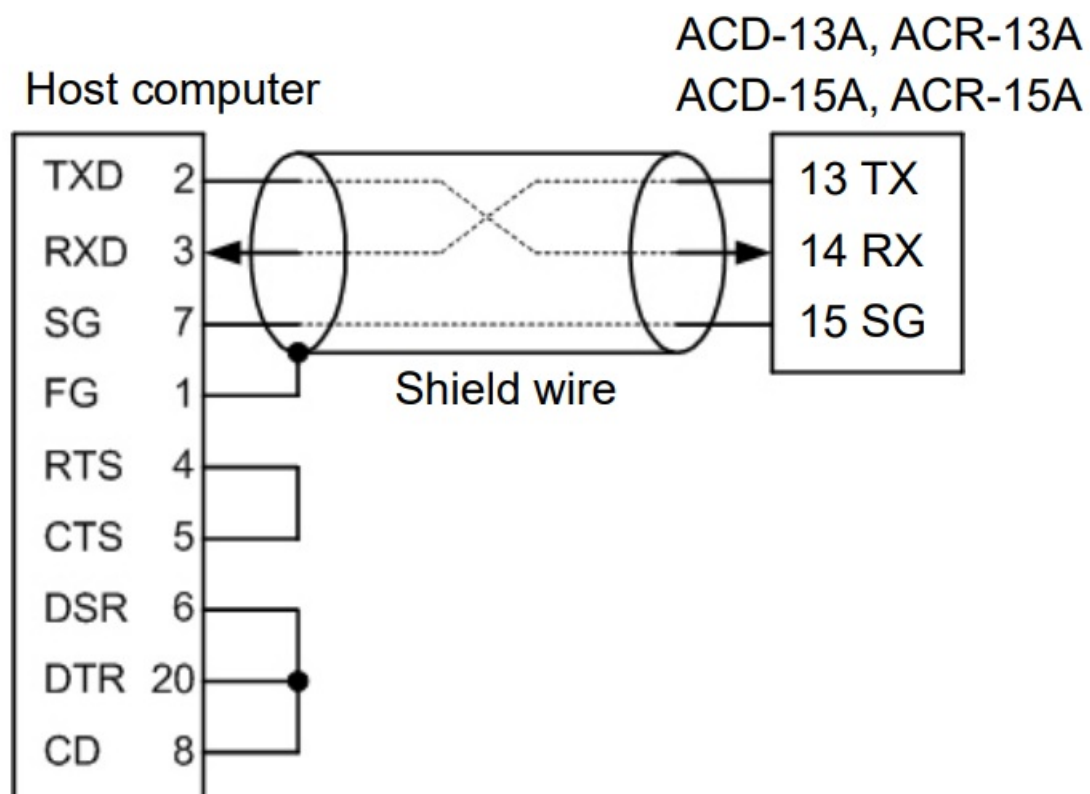 ACD-13A, ACR-13A
Host computer
ACD-15A, ACR-15A
TXD 2
13 TX
RXD 3
14 RX
SG 7
15 SG
FG 1
Shield wire
RTS 4
CTS 5
DSR 6
DTR 20
CD 8